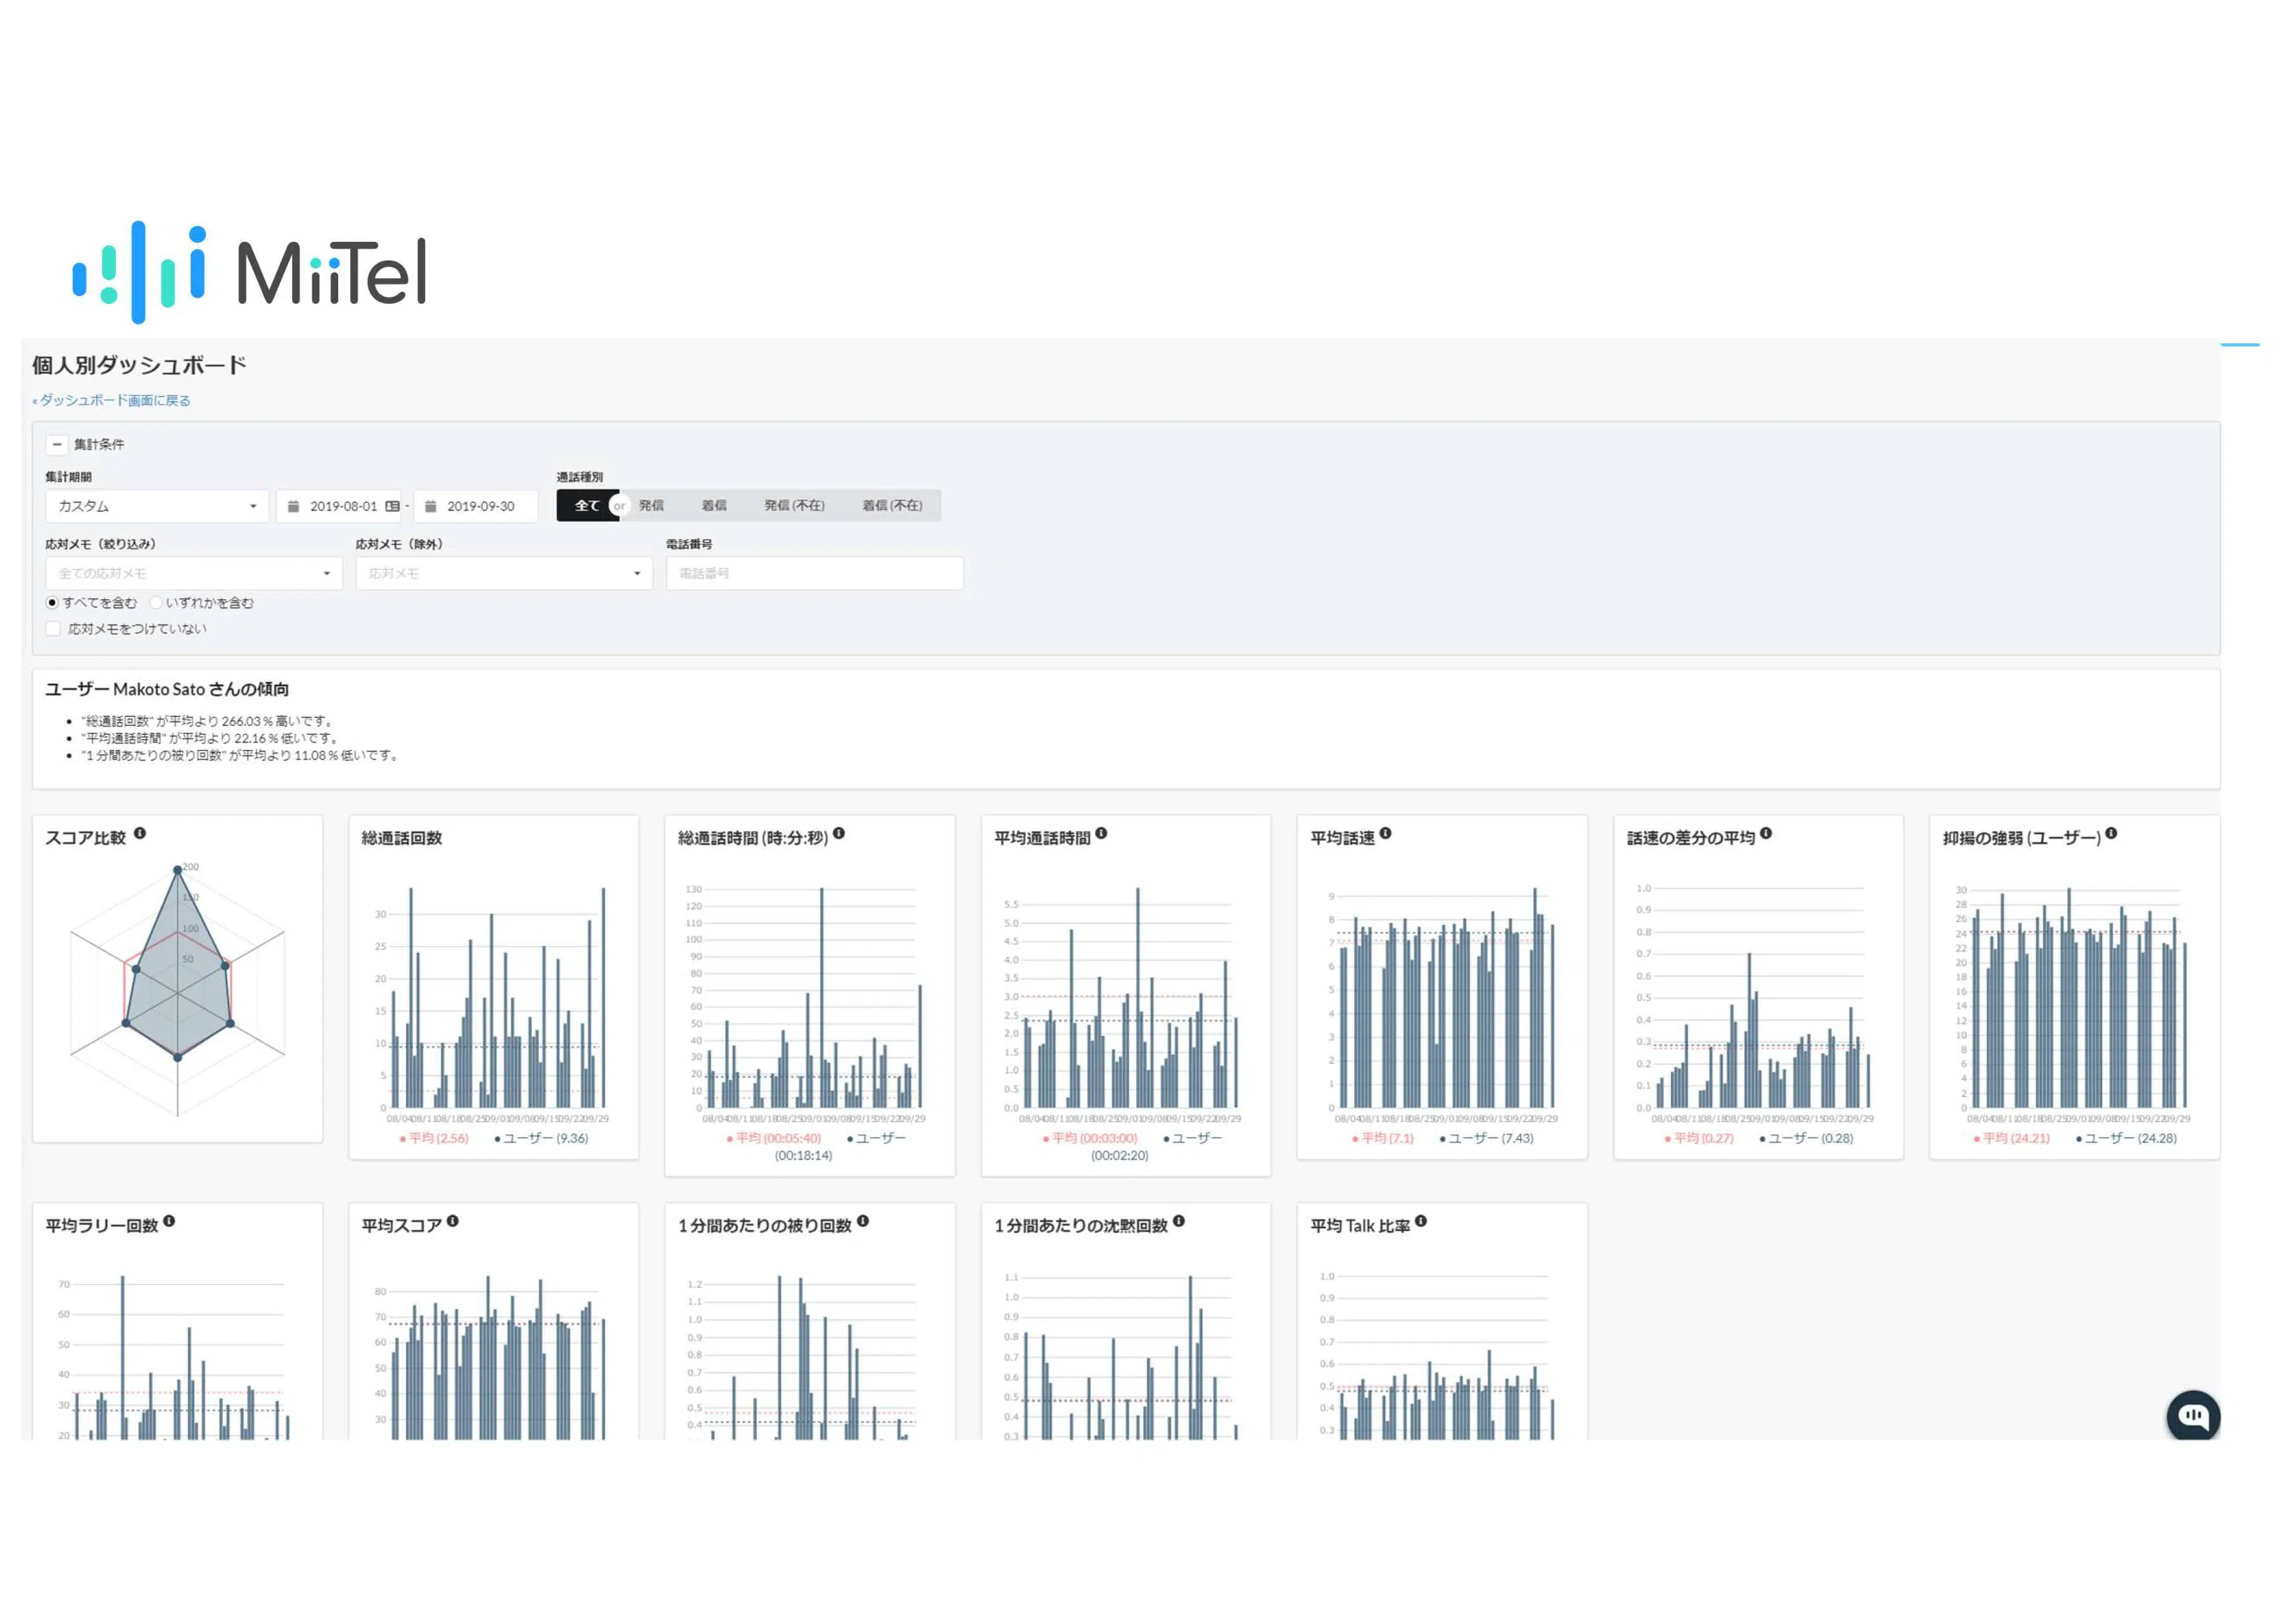 MiiTel
個人別ダッシュボード
«ダッシュボード画面に戻る
集計条件
集計期間
通話種別
カスタム
2019-08-01 - 2019-09-30
全て or 発信 着信 発信(不在) 着信(不在)
応対メモ（絞り込み） 応対メモ（除外） 電話番号
全ての応対メモ 応対メモ 電話番号
すべてを含む いずれかを含む
応対メモをつけていない
ユーザー Makoto Sato さんの傾向
"総通話回数" が平均より 266.03 % 高いです。
"平均通話時間" が平均より 22.16 % 低いです。
"1 分間あたりの被り回数" が平均より 11.08 % 低いです。
スコア比較
200
150
100
50
総通話回数
30
25
20
15
10
5
0
08/04 08/11 08/18 08/25 09/01 09/08 09/15 09/22 09/29
平均 (2.56) ユーザー (9.36)
総通話時間 (時:分:秒)
130
120
110
100
90
80
70
60
50
40
30
20
10
0
08/04 08/11 08/18 08/25 09/01 09/08 09/15 09/22 09/29
平均 (00:05:40) ユーザー
(00:18:14)
平均通話時間
5.5
5.0
4.5
4.0
3.5
3.0
2.5
2.0
1.5
1.0
0.5
0.0
08/04 08/11 08/18 08/25 09/01 09/08 09/15 09/22 09/29
平均 (00:03:00) ユーザー
(00:02:20)
平均話速
9
8
7
6
5
4
3
2
1
0
08/04 08/11 08/18 08/25 09/01 09/08 09/15 09/22 09/29
平均 (7.1) ユーザー (7.43)
話速の差分の平均
1.0
0.9
0.8
0.7
0.6
0.5
0.4
0.3
0.2
0.1
0.0
08/04 08/11 08/18 08/25 09/01 09/08 09/15 09/22 09/29
平均 (0.27) ユーザー (0.28)
抑揚の強弱 (ユーザー)
30
28
26
24
22
20
18
16
14
12
10
8
6
4
2
0
08/04 08/11 08/18 08/25 09/01 09/08 09/15 09/22 09/29
平均 (24.21) ユーザー (24.28)
平均ラリー回数
70
60
50
40
30
20
平均スコア
80
70
60
50
40
30
1 分間あたりの被り回数
1.2
1.1
1.0
0.9
0.8
0.7
0.6
0.5
0.4
1 分間あたりの沈黙回数
1.1
1.0
0.9
0.8
0.7
0.6
0.5
0.4
0.3
平均 Talk 比率
1.0
0.9
0.8
0.7
0.6
0.5
0.4
0.3